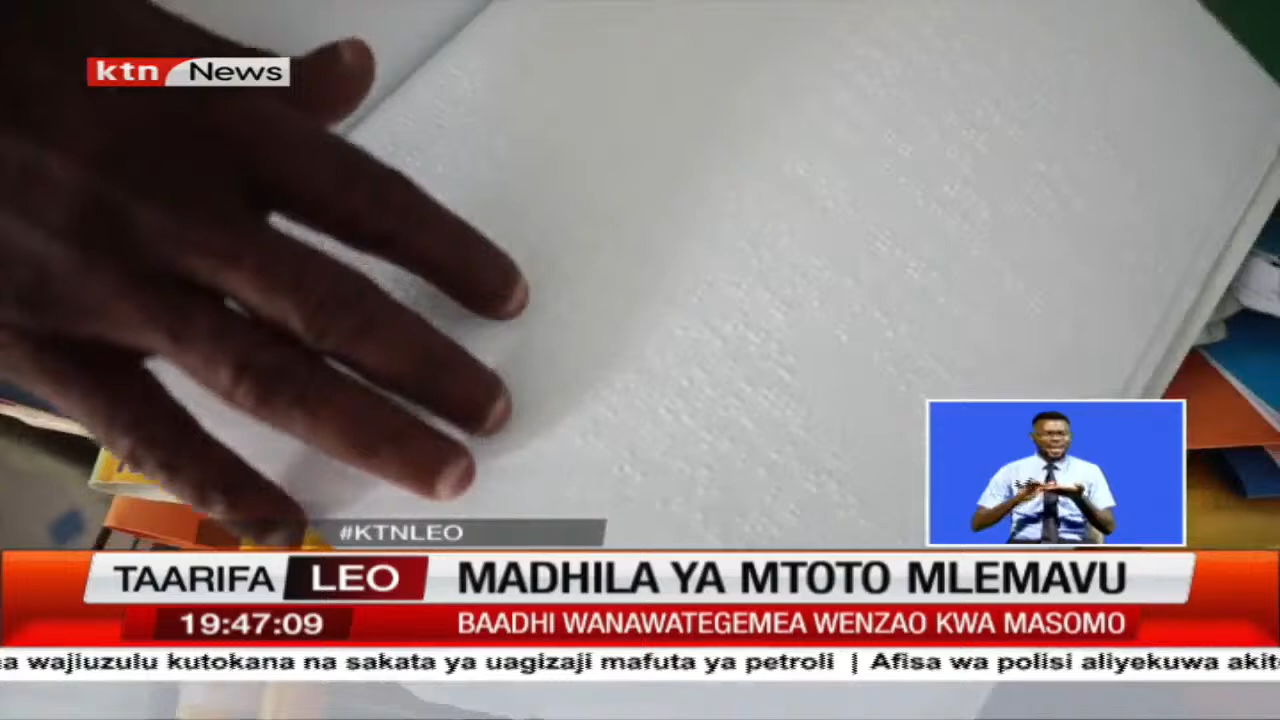 ktn News
#KTNLEO
TAARIFA LEO
MADHILA YA MTOTO MLEMAVU
19:47:09
BAADHI WANAWATEGEMEA WENZAO KWA MASOMO
wajiuzulu kutokana na sakata ya uagizaji mafuta ya petroli | Afisa wa polisi aliyekuwa